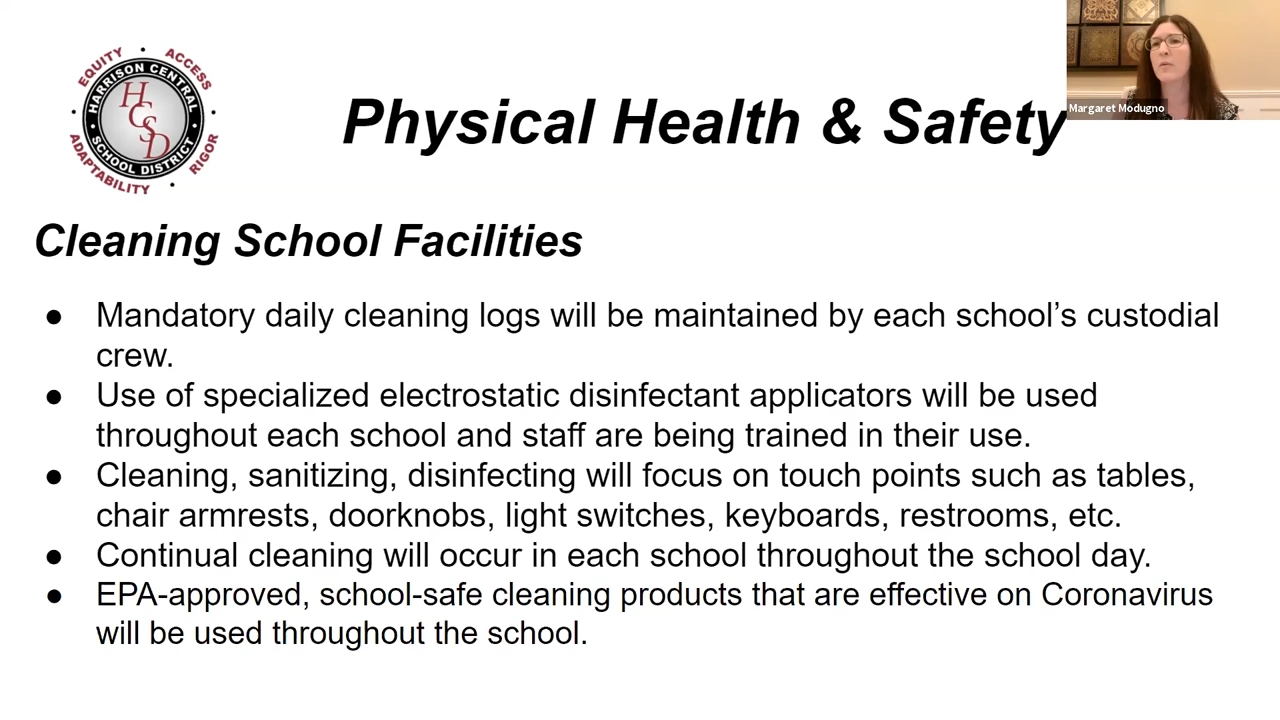 EQUITY • ACCESS
HARRISON CENTRAL
HCSD
• SCHOOL DISTRICT •
ADAPTABILITY • RIGOR
Physical Health & Safety
Margaret Modugno
Cleaning School Facilities
● Mandatory daily cleaning logs will be maintained by each school’s custodial
crew.
● Use of specialized electrostatic disinfectant applicators will be used
throughout each school and staff are being trained in their use.
● Cleaning, sanitizing, disinfecting will focus on touch points such as tables,
chair armrests, doorknobs, light switches, keyboards, restrooms, etc.
● Continual cleaning will occur in each school throughout the school day.
● EPA-approved, school-safe cleaning products that are effective on Coronavirus
will be used throughout the school.